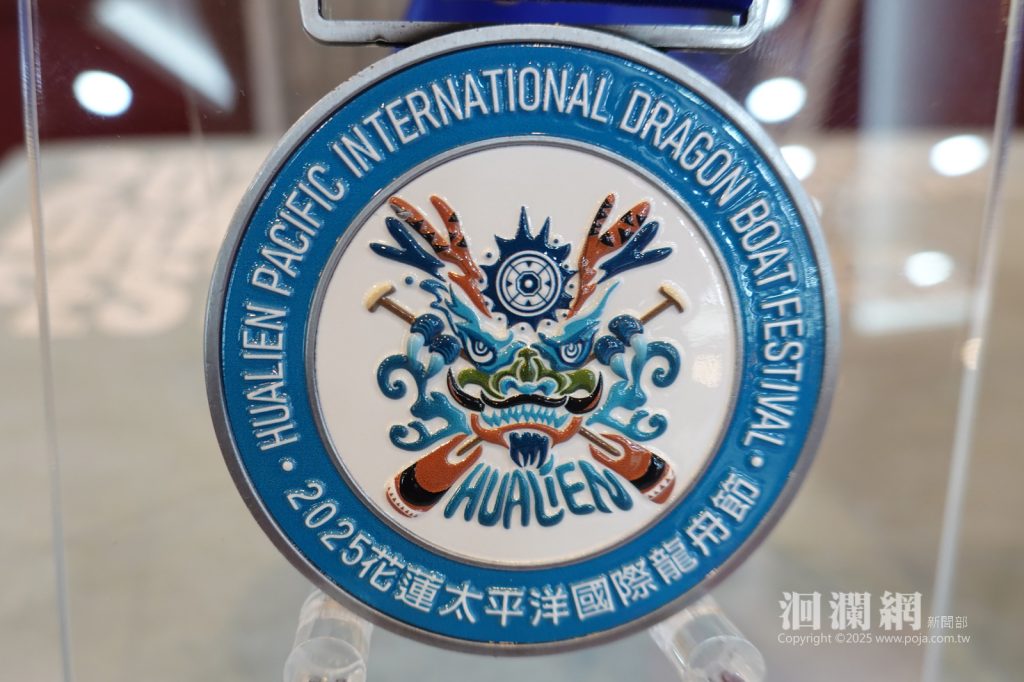 · HUALIEN PACIFIC INTERNATIONAL DRAGON BOAT FESTIVAL ·
HUALIEN
2025花蓮太平洋國際龍舟節
洄瀾網 新聞部
Copyright ©2025 www.poja.com.tw